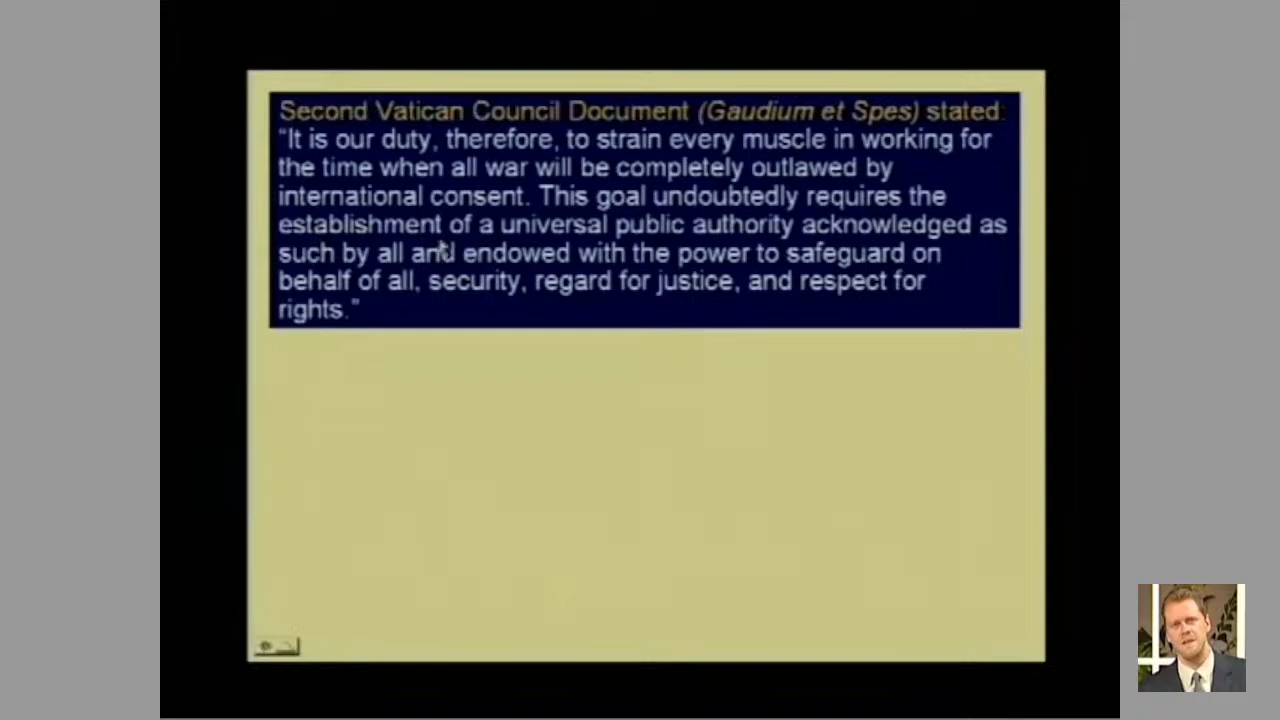 Second Vatican Council Document (Gaudium et Spes) stated:
“It is our duty, therefore, to strain every muscle in working for
the time when all war will be completely outlawed by
international consent. This goal undoubtedly requires the
establishment of a universal public authority acknowledged as
such by all and endowed with the power to safeguard on
behalf of all, security, regard for justice, and respect for
rights.”